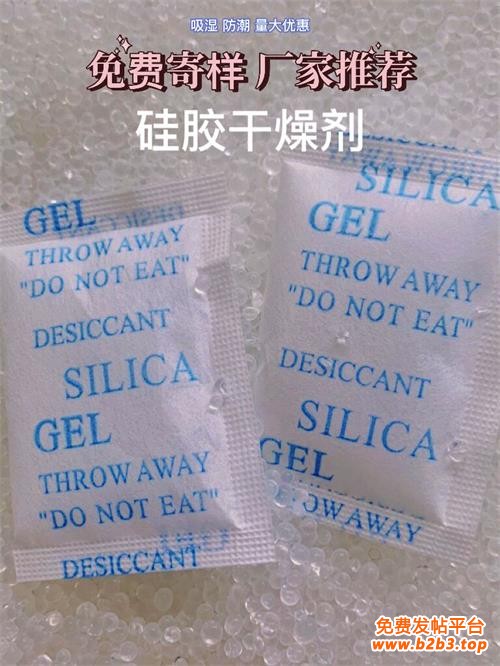 吸湿 防潮 量大优惠
免费寄样 厂家推荐
硅胶干燥剂
GEL
THROW AWAY
"DO NOT EAT"
DESICCANT
SILICA
GEL
THROW AWAY
"DO NOT EAT"
DESICCANT
SILICA
GEL
THROW AWAY
"DO NOT EAT"
DESICCANT
SILICA
GEL
THROW AWAY
免费发帖平台
www.b2b3.top